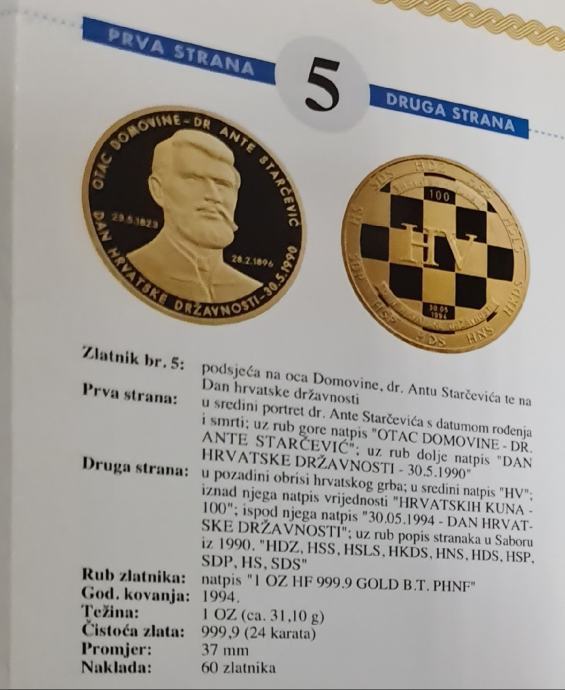 PRVA STRANA
5
DRUGA STRANA
OTAC DOMOVINE - DR ANTE STARČEVIĆ
23.5.1823
28.2.1896
DAN HRVATSKE DRŽAVNOSTI-30.5.1990
100
HV
30.05
1994
HSLS
HNS
HDS
HSP
SDP
HS
SDS
Zlatnik br. 5: podsjeća na oca Domovine, dr. Antu Starčevića te na
Dan hrvatske državnosti
Prva strana: u sredini portret dr. Ante Starčevića s datumom rođenja
i smrti; uz rub gore natpis "OTAC DOMOVINE - DR.
ANTE STARČEVIĆ"; uz rub dolje natpis "DAN
HRVATSKE DRŽAVNOSTI - 30.5.1990"
Druga strana: u pozadini obrisi hrvatskog grba; u sredini natpis "HV";
iznad njega natpis vrijednosti "HRVATSKIH KUNA -
100"; ispod njega natpis "30.05.1994 - DAN HRVAT-
SKE DRŽAVNOSTI"; uz rub popis stranaka u Saboru
iz 1990. "HDZ, HSS, HSLS, HKDS, HNS, HDS, HSP,
SDP, HS, SDS"
Rub zlatnika: natpis "1 OZ HF 999.9 GOLD B.T. PHNF"
God. kovanja: 1994.
Težina: 1 OZ (ca. 31,10 g)
Čistoća zlata: 999,9 (24 karata)
Promjer: 37 mm
Naklada: 60 zlatnika